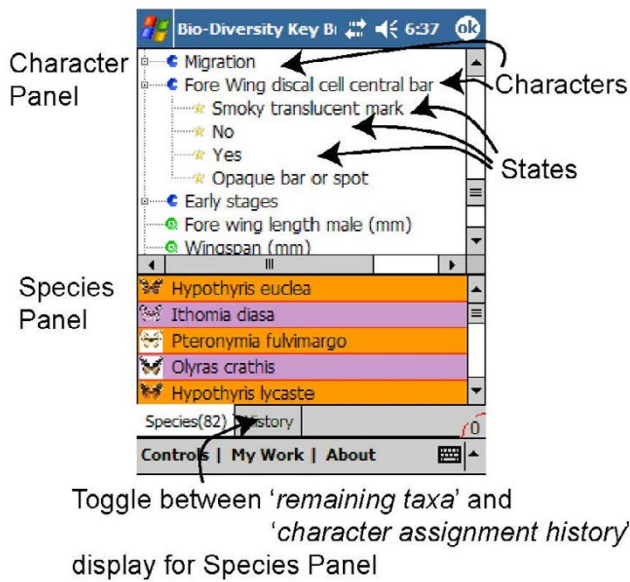 Bio-Diversity Key Bi 6:37 ok
Character
Panel
Migration
Fore Wing discal cell central bar
Smoky translucent mark
No
Yes
Opaque bar or spot
Early stages
Fore wing length male (mm)
Wingspan (mm)
Characters
States
Species
Panel
Hypothyris euclea
Ithomia diasa
Pteronymia fulvimargo
Olyras crathis
Hypothyris lycaste
Species(82) History 0
Controls | My Work | About
Toggle between 'remaining taxa' and
'character assignment history'
display for Species Panel